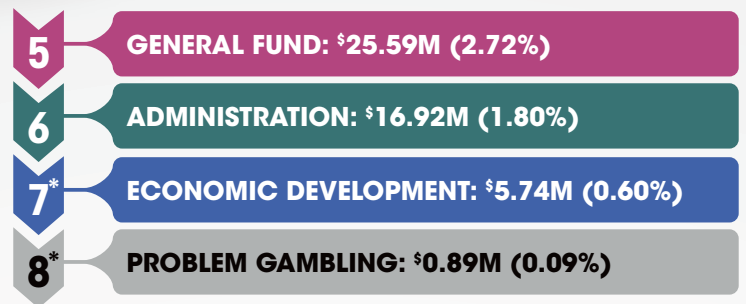 5 GENERAL FUND: $25.59M (2.72%)
6 ADMINISTRATION: $16.92M (1.80%)
7* ECONOMIC DEVELOPMENT: $5.74M (0.60%)
8* PROBLEM GAMBLING: $0.89M (0.09%)